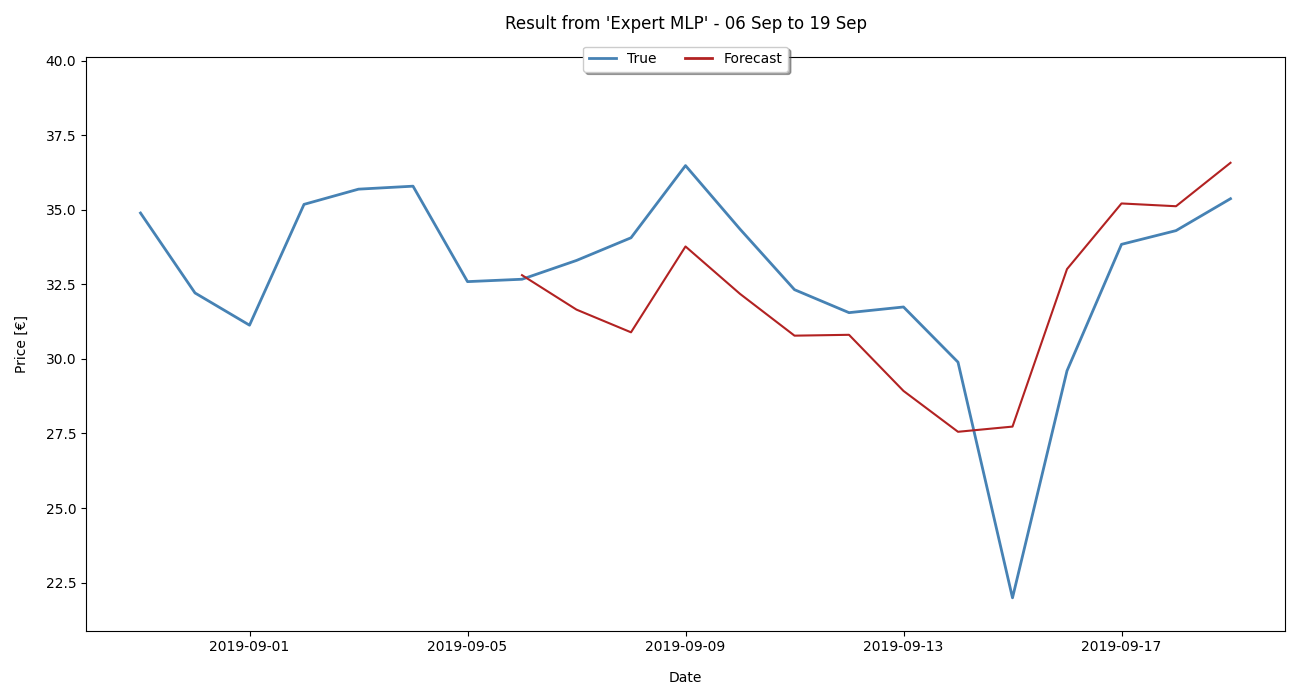 Result from 'Expert MLP' - 06 Sep to 19 Sep
True Forecast
40.0
37.5
35.0
32.5
30.0
27.5
25.0
22.5
Price [€]
2019-09-01 2019-09-05 2019-09-09 2019-09-13 2019-09-17
Date